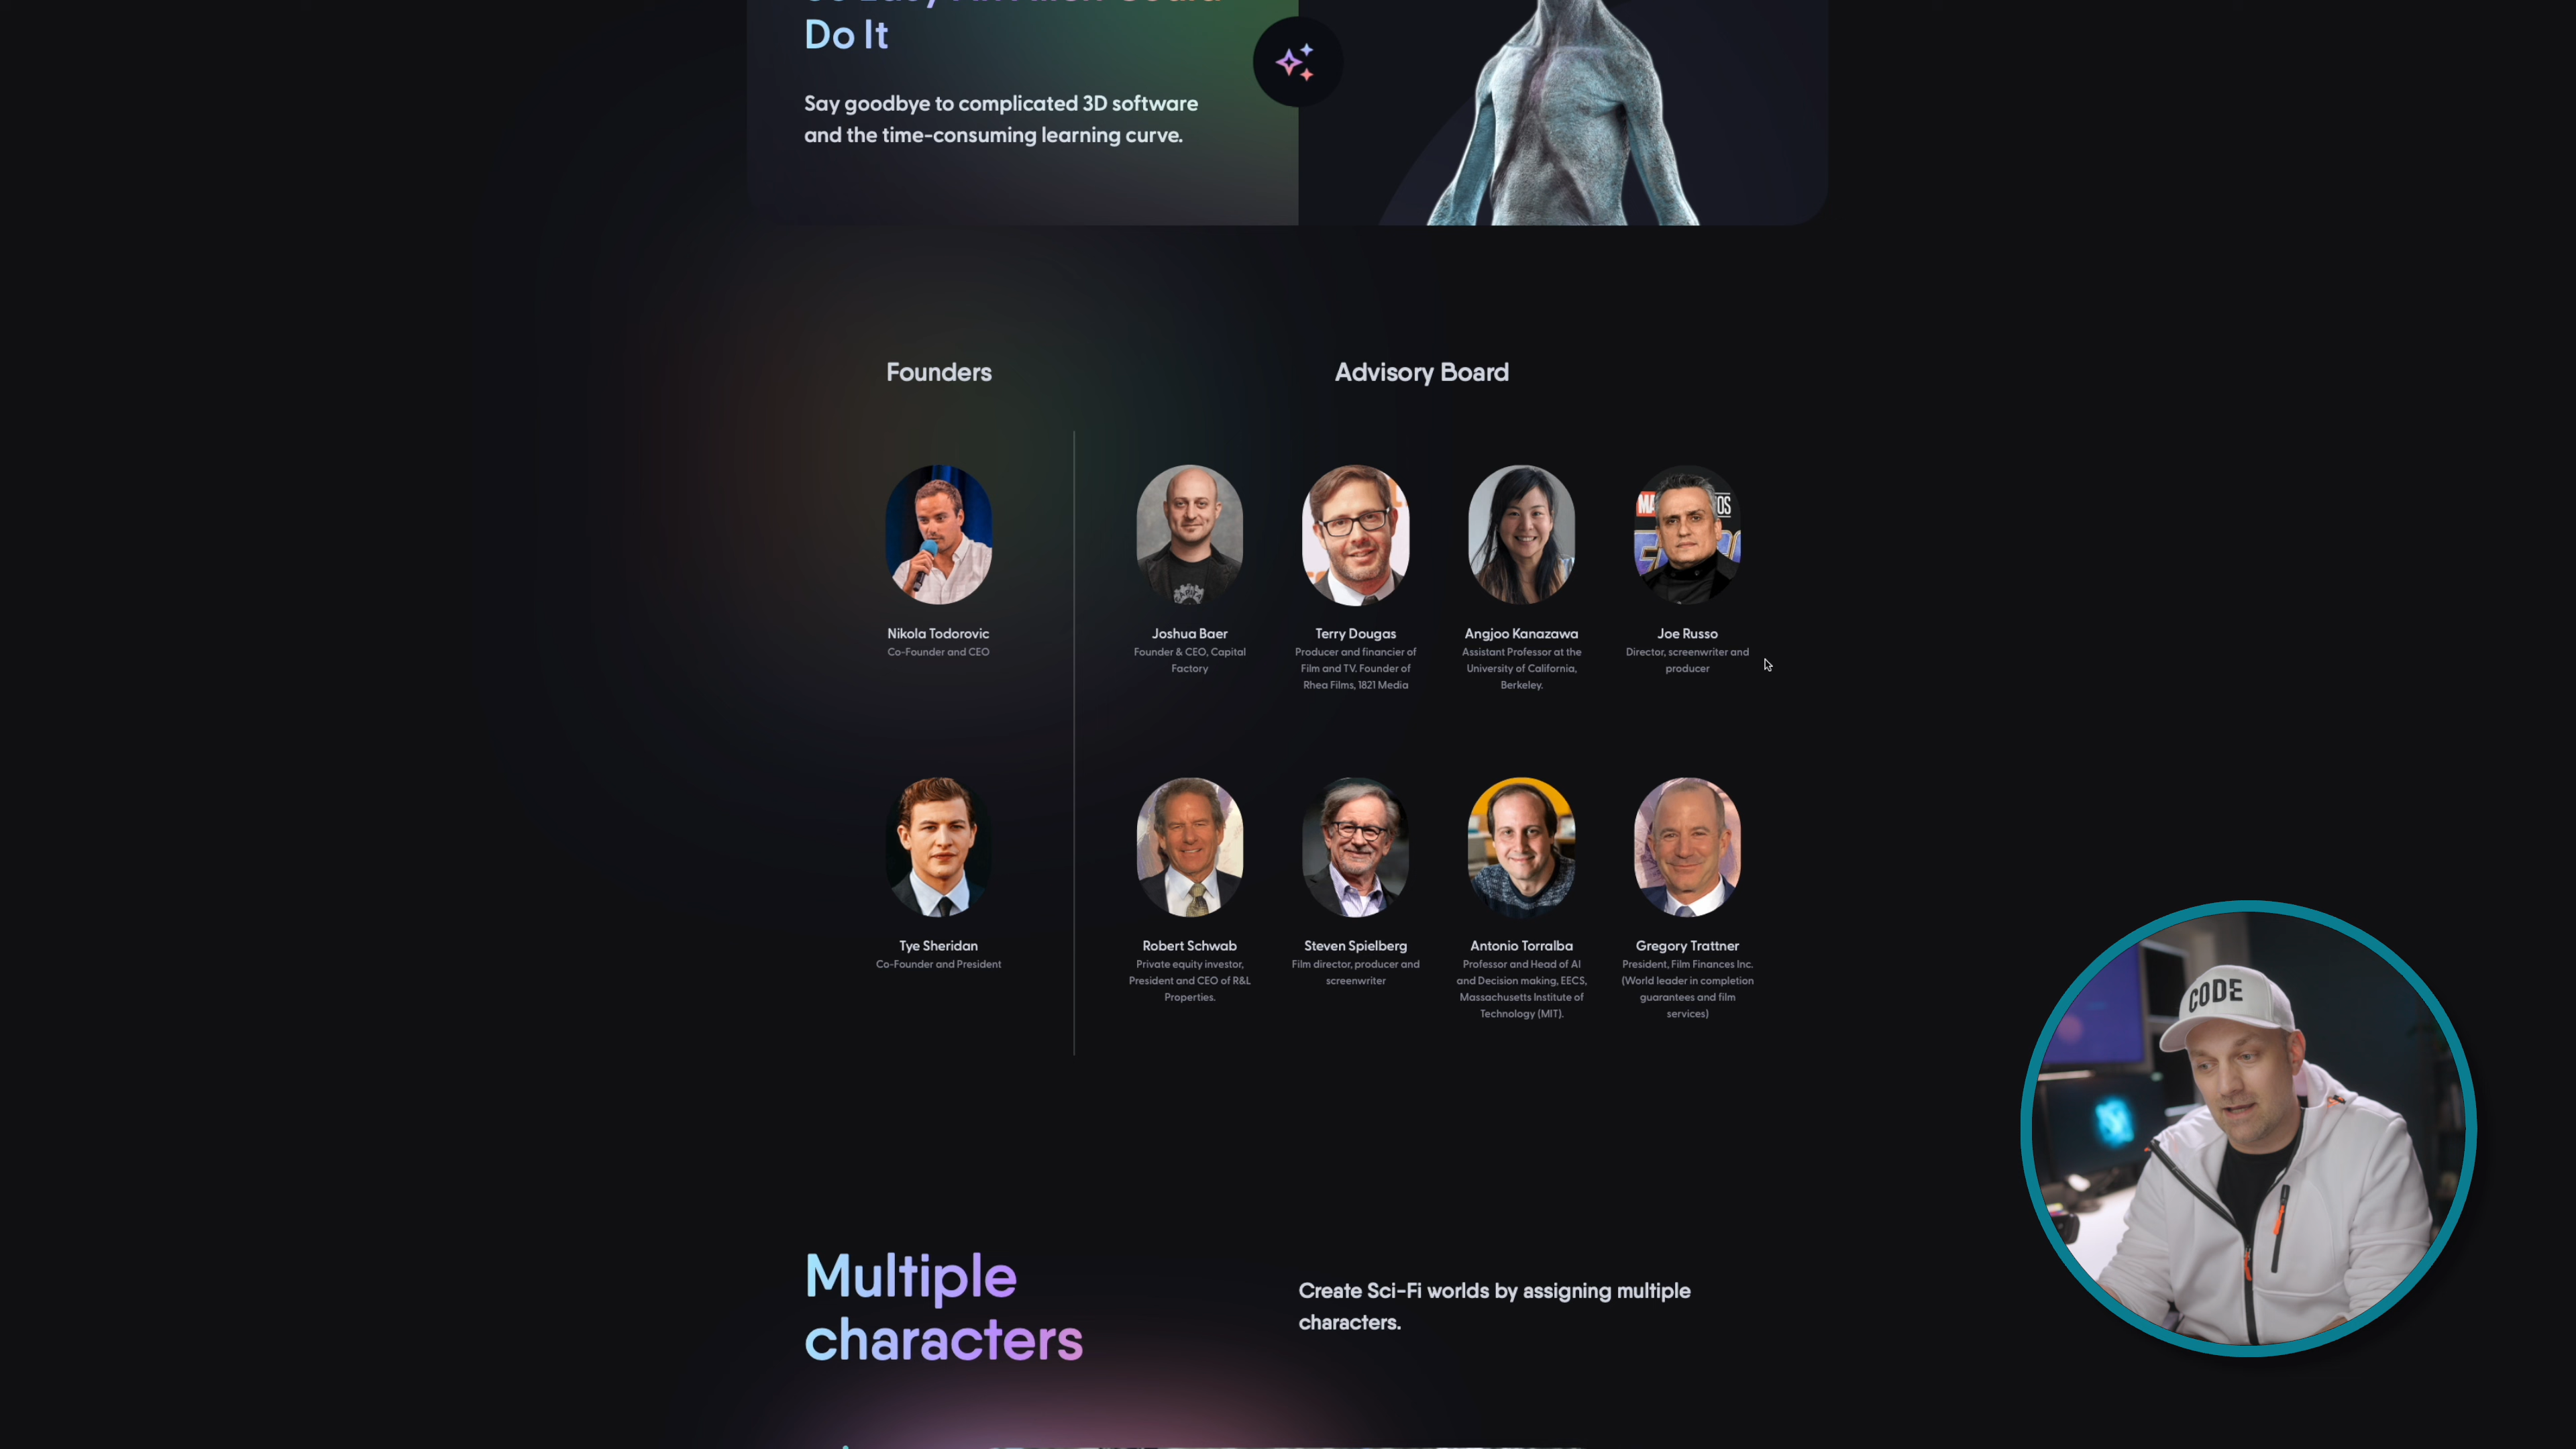 Do It
Say goodbye to complicated 3D software
and the time-consuming learning curve.
Founders
Advisory Board
Nikola Todorovic
Co-Founder and CEO
Joshua Baer
Founder & CEO, Capital
Factory
Terry Dougas
Producer and financier of
Film and TV. Founder of
Rhea Films, 1821 Media
Angjoo Kanazawa
Assistant Professor at the
University of California,
Berkeley.
Joe Russo
Director, screenwriter and
producer
Tye Sheridan
Co-Founder and President
Robert Schwab
Private equity investor,
President and CEO of R&L
Properties.
Steven Spielberg
Film director, producer and
screenwriter
Antonio Torralba
Professor and Head of AI
and Decision making, EECS,
Massachusetts Institute of
Technology (MIT).
Gregory Trattner
President, Film Finances Inc.
(World leader in completion
guarantees and film
services)
CODE
Multiple
characters
Create Sci-Fi worlds by assigning multiple
characters.